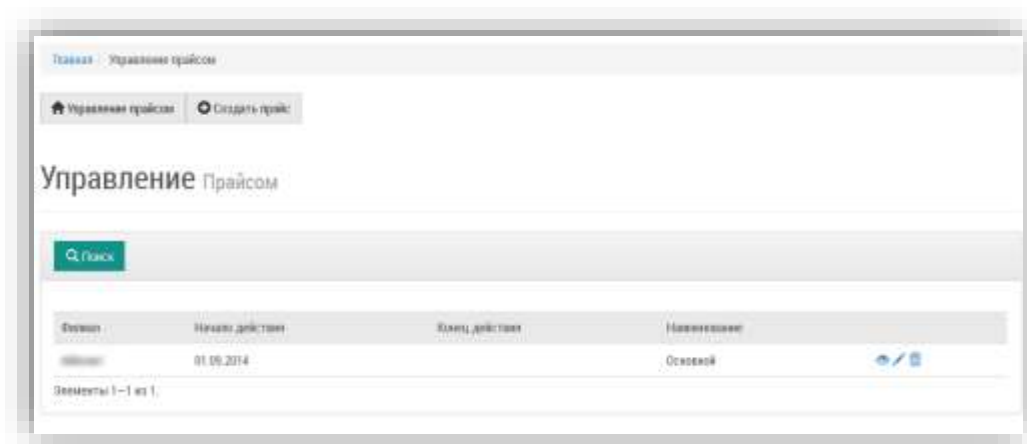 Главная / Управление прайсом
Управление прайсом Создать прайс
Управление Прайсом
Поиск
Филиал Начало действия Конец действия Наименование
01.09.2014 Основной
Элементы 1—1 из 1.